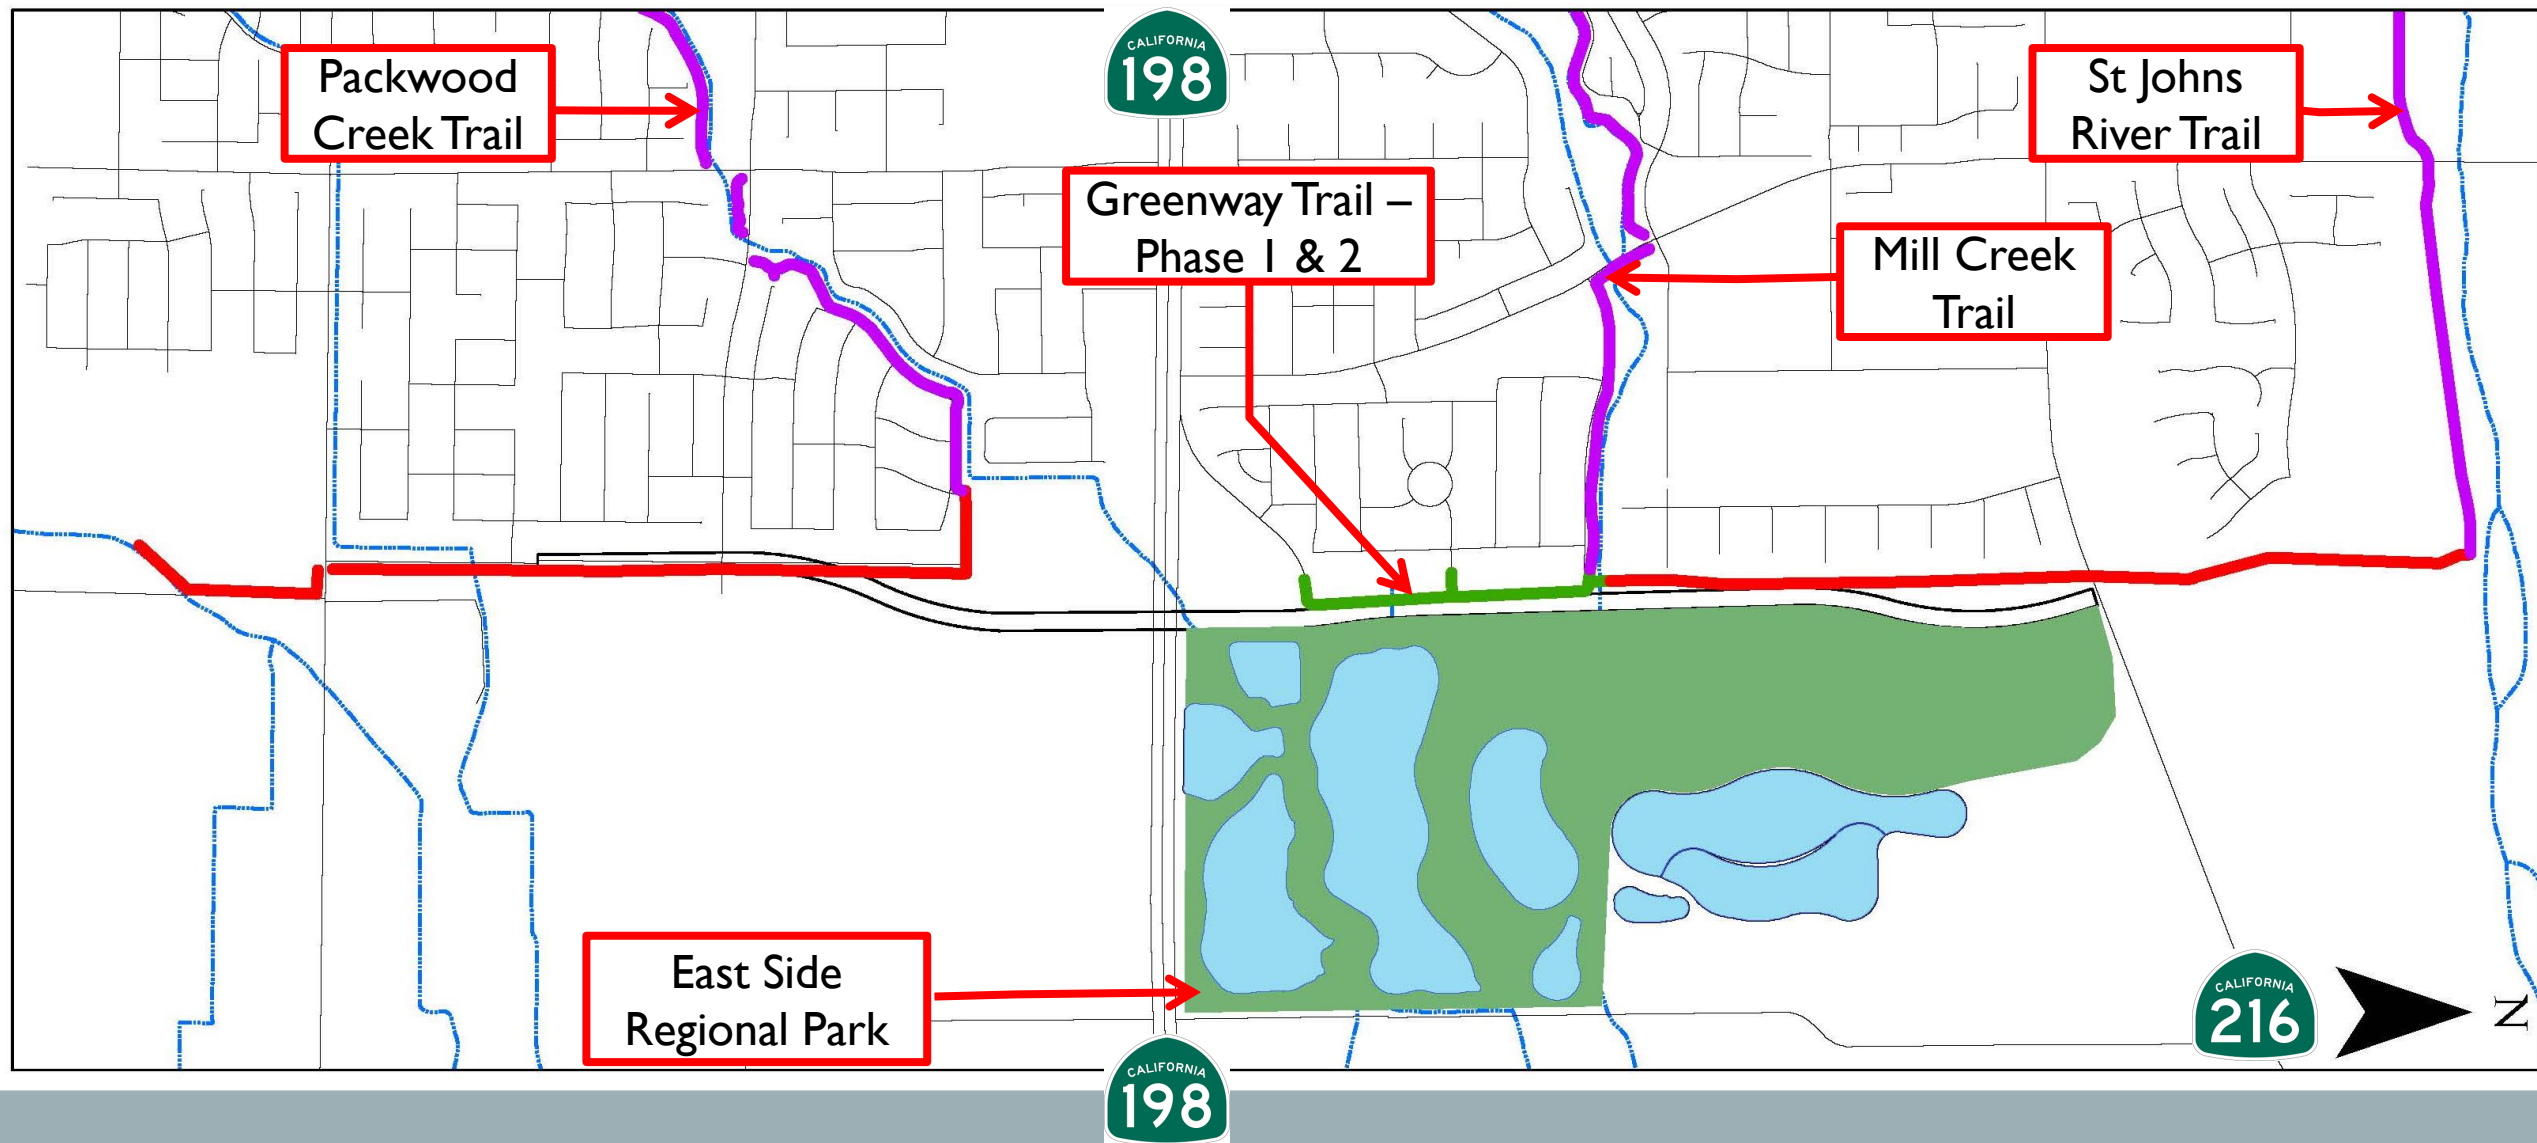 CALIFORNIA
198
Packwood
Creek Trail
St Johns
River Trail
Greenway Trail –
Phase 1 & 2
Mill Creek
Trail
East Side
Regional Park
CALIFORNIA
216
N
CALIFORNIA
198